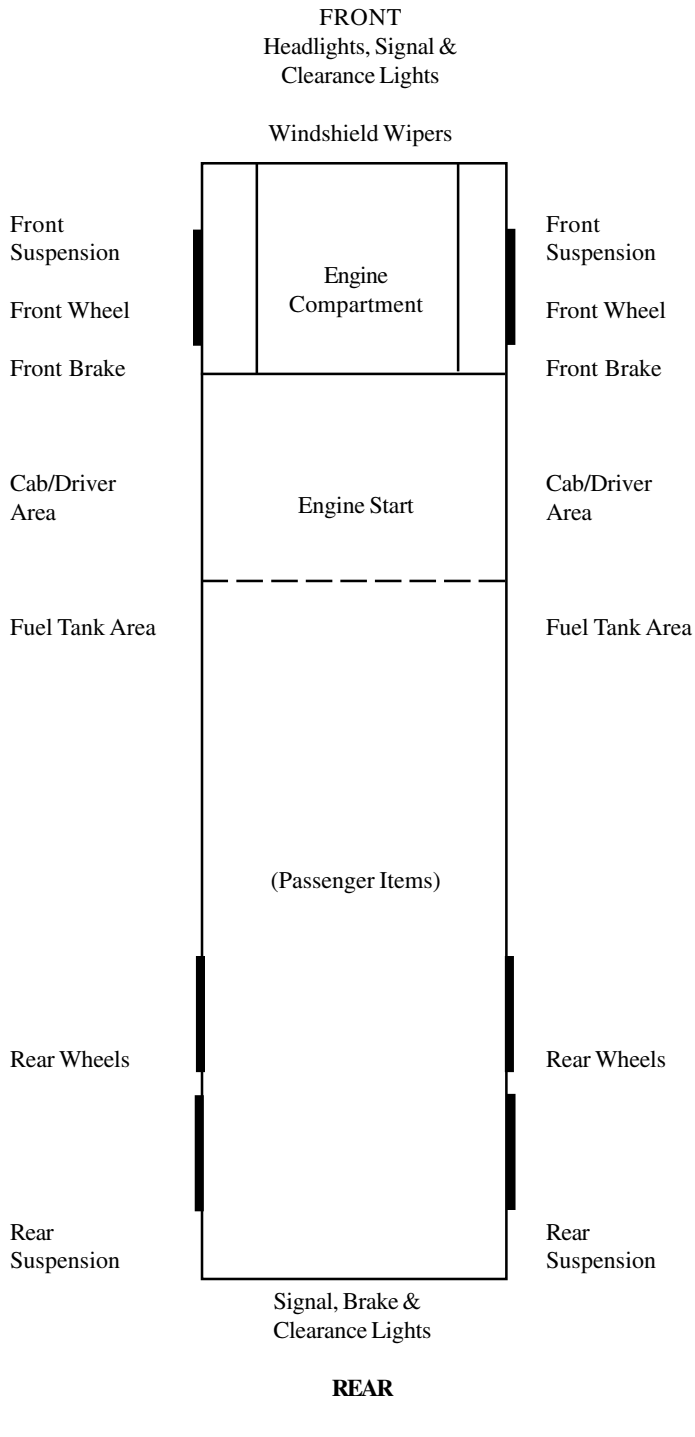 FRONT
Headlights, Signal &
Clearance Lights
Windshield Wipers
Front
Suspension
Front Wheel
Front Brake
Engine
Compartment
Front
Suspension
Front Wheel
Front Brake
Cab/Driver
Area
Engine Start
Cab/Driver
Area
Fuel Tank Area
Fuel Tank Area
(Passenger Items)
Rear Wheels
Rear Wheels
Rear
Suspension
Rear
Suspension
Signal, Brake &
Clearance Lights
REAR